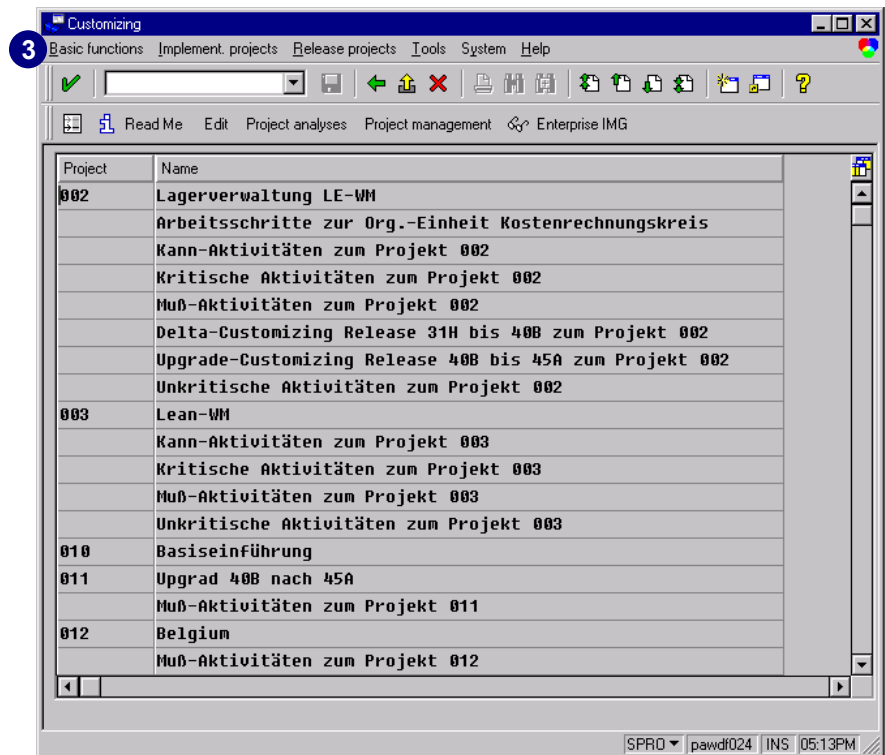 Customizing
3
Basic functions Implement. projects Release projects Tools System Help
Read Me Edit Project analyses Project management Enterprise IMG
Project Name
002 Lagerverwaltung LE-WM
Arbeitsschritte zur Org.-Einheit Kostenrechnungskreis
Kann-Aktivitäten zum Projekt 002
Kritische Aktivitäten zum Projekt 002
Muß-Aktivitäten zum Projekt 002
Delta-Customizing Release 31H bis 40B zum Projekt 002
Upgrade-Customizing Release 40B bis 45A zum Projekt 002
Unkritische Aktivitäten zum Projekt 002
003 Lean-WM
Kann-Aktivitäten zum Projekt 003
Kritische Aktivitäten zum Projekt 003
Muß-Aktivitäten zum Projekt 003
Unkritische Aktivitäten zum Projekt 003
010 Basiseinführung
011 Upgrad 40B nach 45A
Muß-Aktivitäten zum Projekt 011
012 Belgium
Muß-Aktivitäten zum Projekt 012
SPRO pawdf024 INS 05:13PM